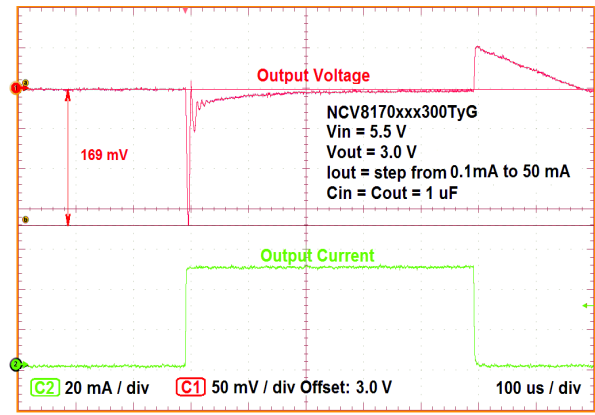 a
1
Output Voltage
NCV8170xxx300TyG
Vin = 5.5 V
Vout = 3.0 V
Iout = step from 0.1mA to 50 mA
Cin = Cout = 1 uF
169 mV
b
Output Current
2
C2 20 mA / div C1 50 mV / div Offset: 3.0 V 100 us / div